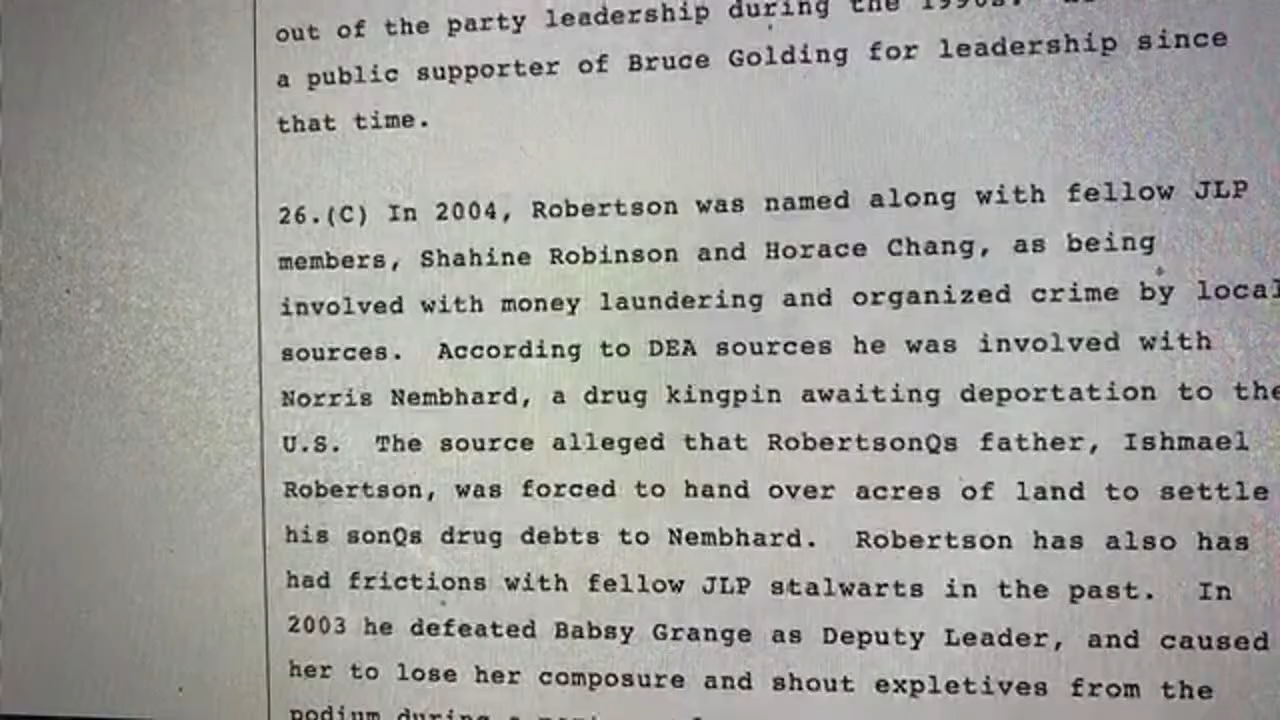 out of the party leadership during the
a public supporter of Bruce Golding for leadership since
that time.
26.(C) In 2004, Robertson was named along with fellow JLP
members, Shahine Robinson and Horace Chang, as being
involved with money laundering and organized crime by local
sources. According to DEA sources he was involved with
Norris Nembhard, a drug kingpin awaiting deportation to the
U.S. The source alleged that RobertsonQs father, Ishmael
Robertson, was forced to hand over acres of land to settle
his sonQs drug debts to Nembhard. Robertson has also has
had frictions with fellow JLP stalwarts in the past. In
2003 he defeated Babsy Grange as Deputy Leader, and caused
her to lose her composure and shout expletives from the
podium during a